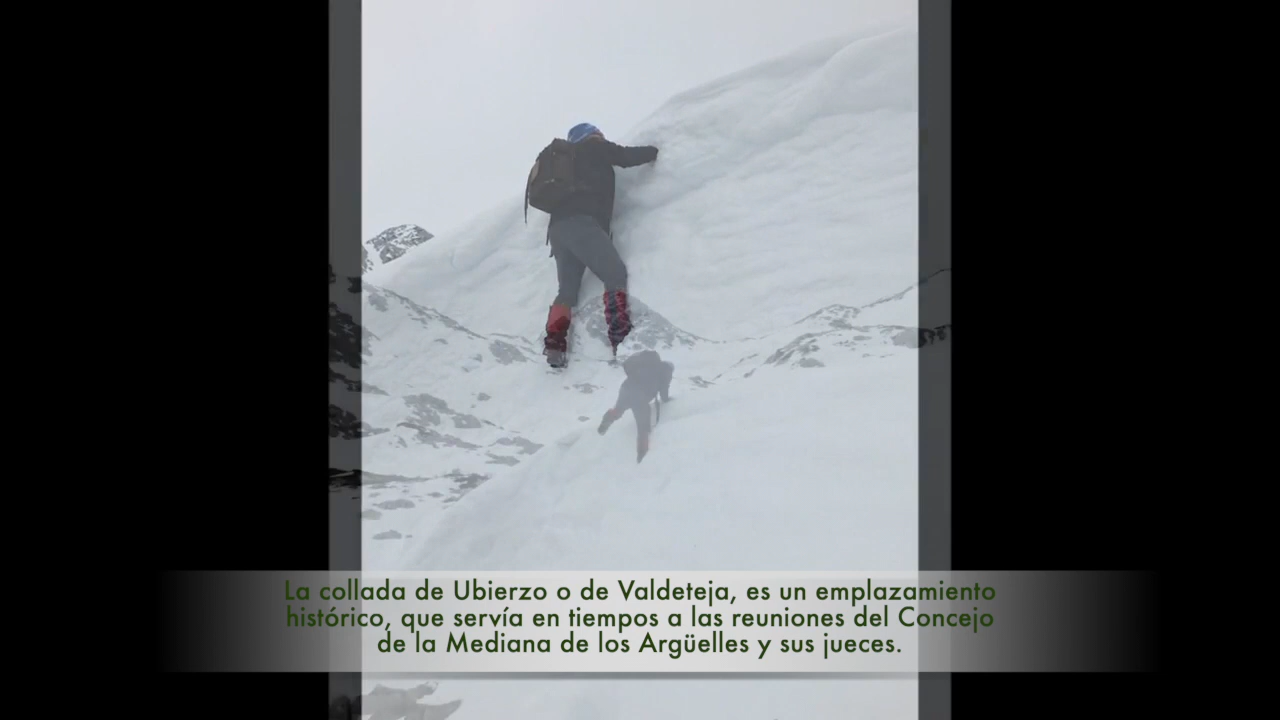 La collada de Ubierzo o de Valdeteja, es un emplazamiento
histórico, que servía en tiempos a las reuniones del Concejo
de la Mediana de los Argüelles y sus jueces.